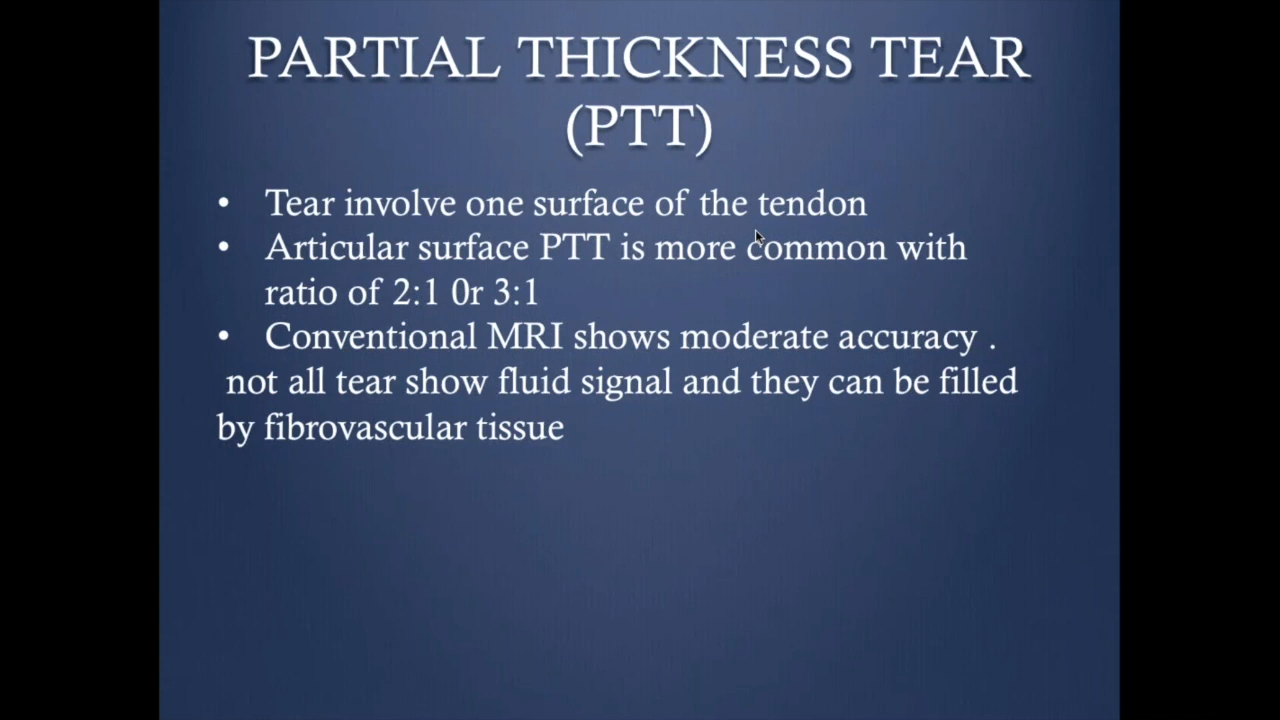 PARTIAL THICKNESS TEAR
(PTT)
• Tear involve one surface of the tendon
• Articular surface PTT is more common with
ratio of 2:1 0r 3:1
• Conventional MRI shows moderate accuracy .
not all tear show fluid signal and they can be filled
by fibrovascular tissue